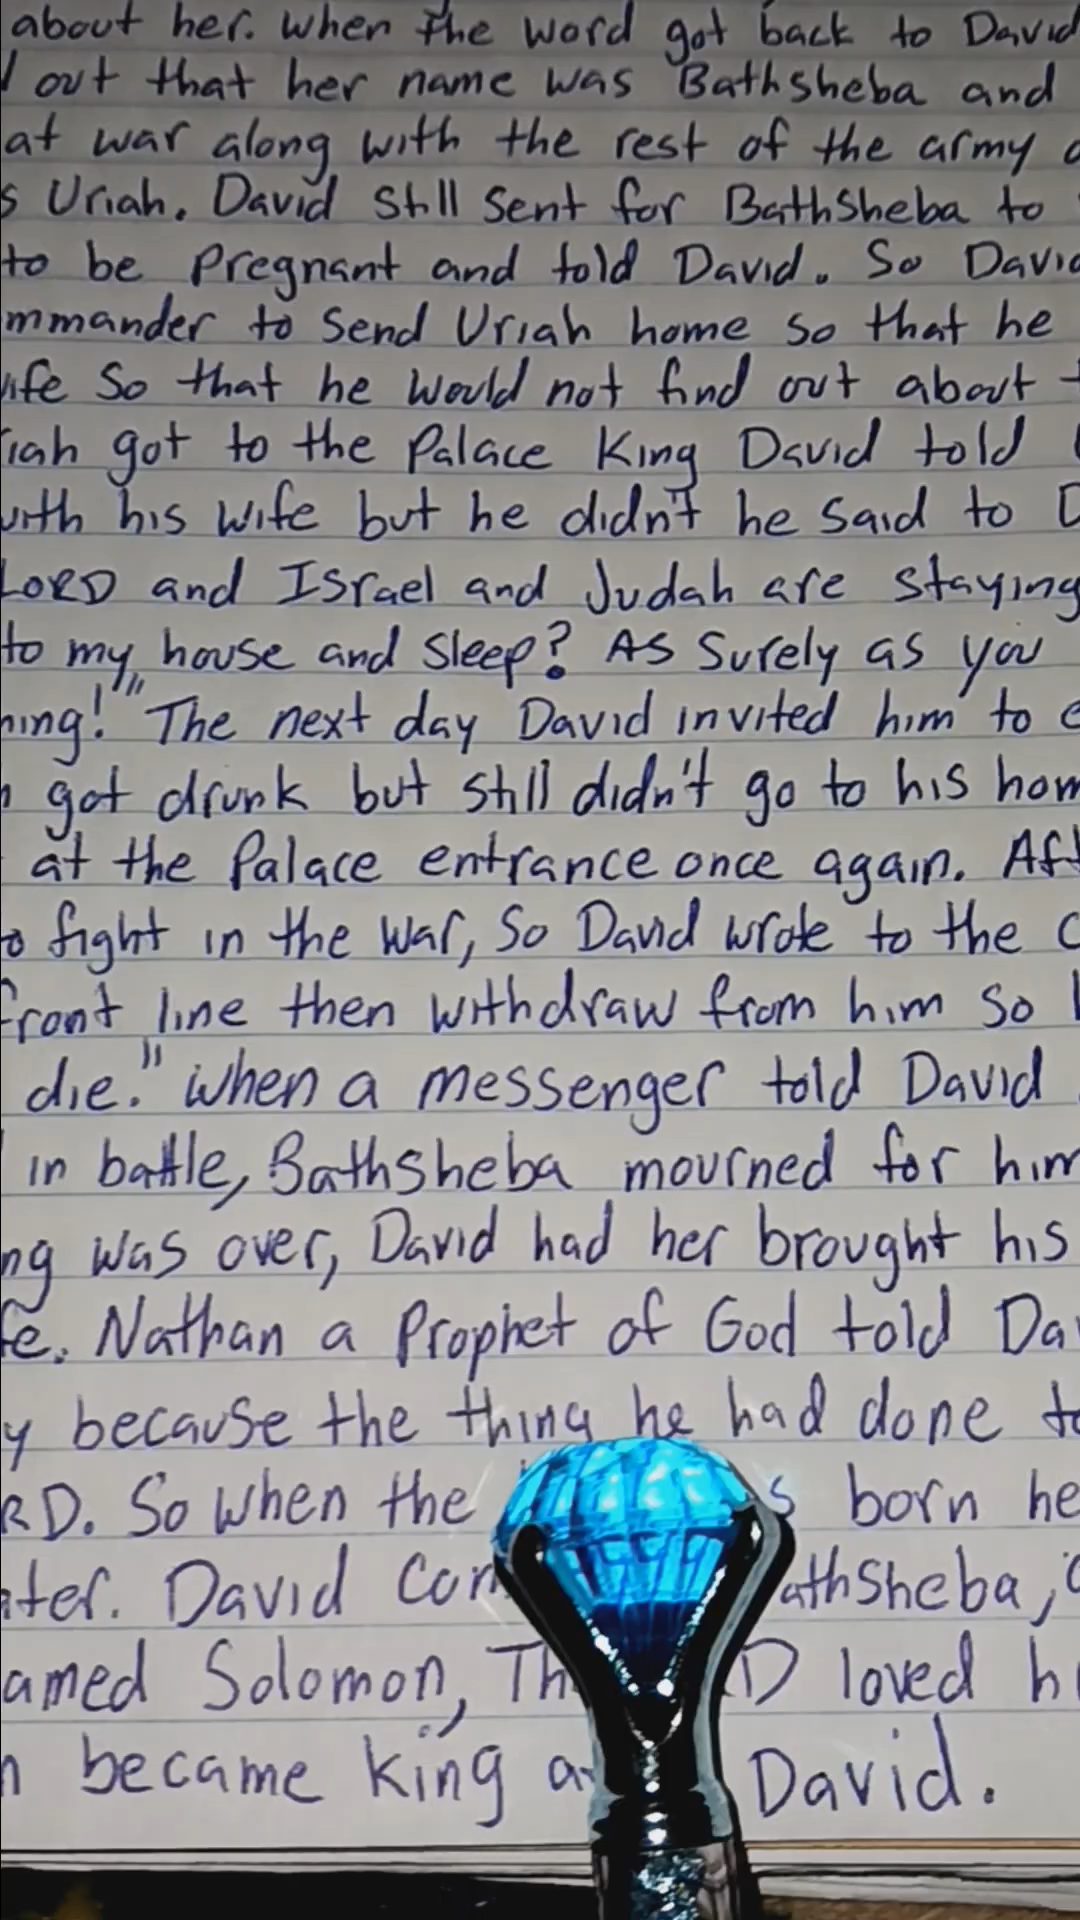 about her. when the word got back to David
out that her name was Bathsheba and
at war along with the rest of the army
Uriah. David still sent for Bathsheba to
to be Pregnant and told David. So David
mmander to send Uriah home so that he
ife So that he would not find out about
iah got to the Palace King David told
with his wife but he didn't he said to D
LORD and Israel and Judah are staying
to my house and sleep? As Surely as you
ning!" The next day David invited him to
got drunk but still didn't go to his hom
at the Palace entrance once again. Aft
to fight in the war, So David wrote to the
front line then withdraw from him so
die." when a messenger told David
in battle, Bathsheba mourned for him
ng was over, David had her brought his
fe. Nathan a Prophet of God told Da
y because the thing he had done to
RD. So when the born he
ater. David Com athsheba,
amed Solomon, Th D loved hi
became king David.